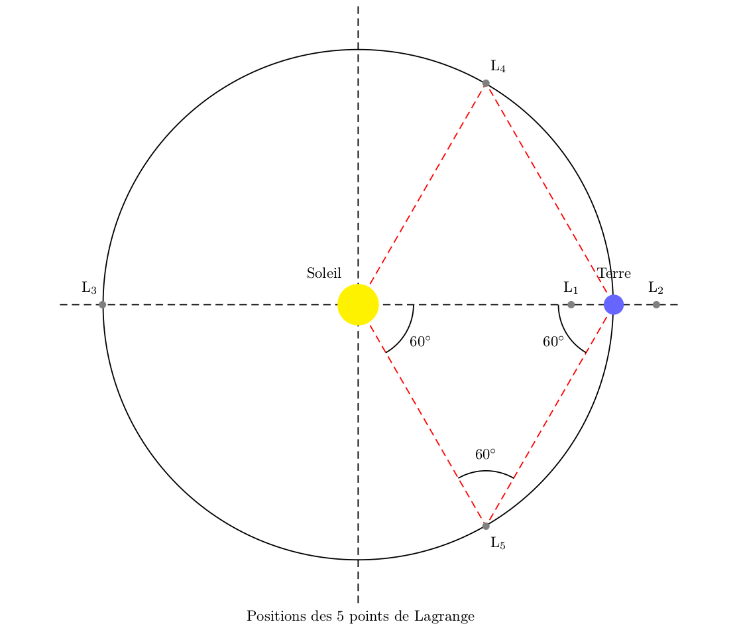 L₄
Soleil
Terre
L₃
L₁
L₂
60°
60°
60°
L₅
Positions des 5 points de Lagrange